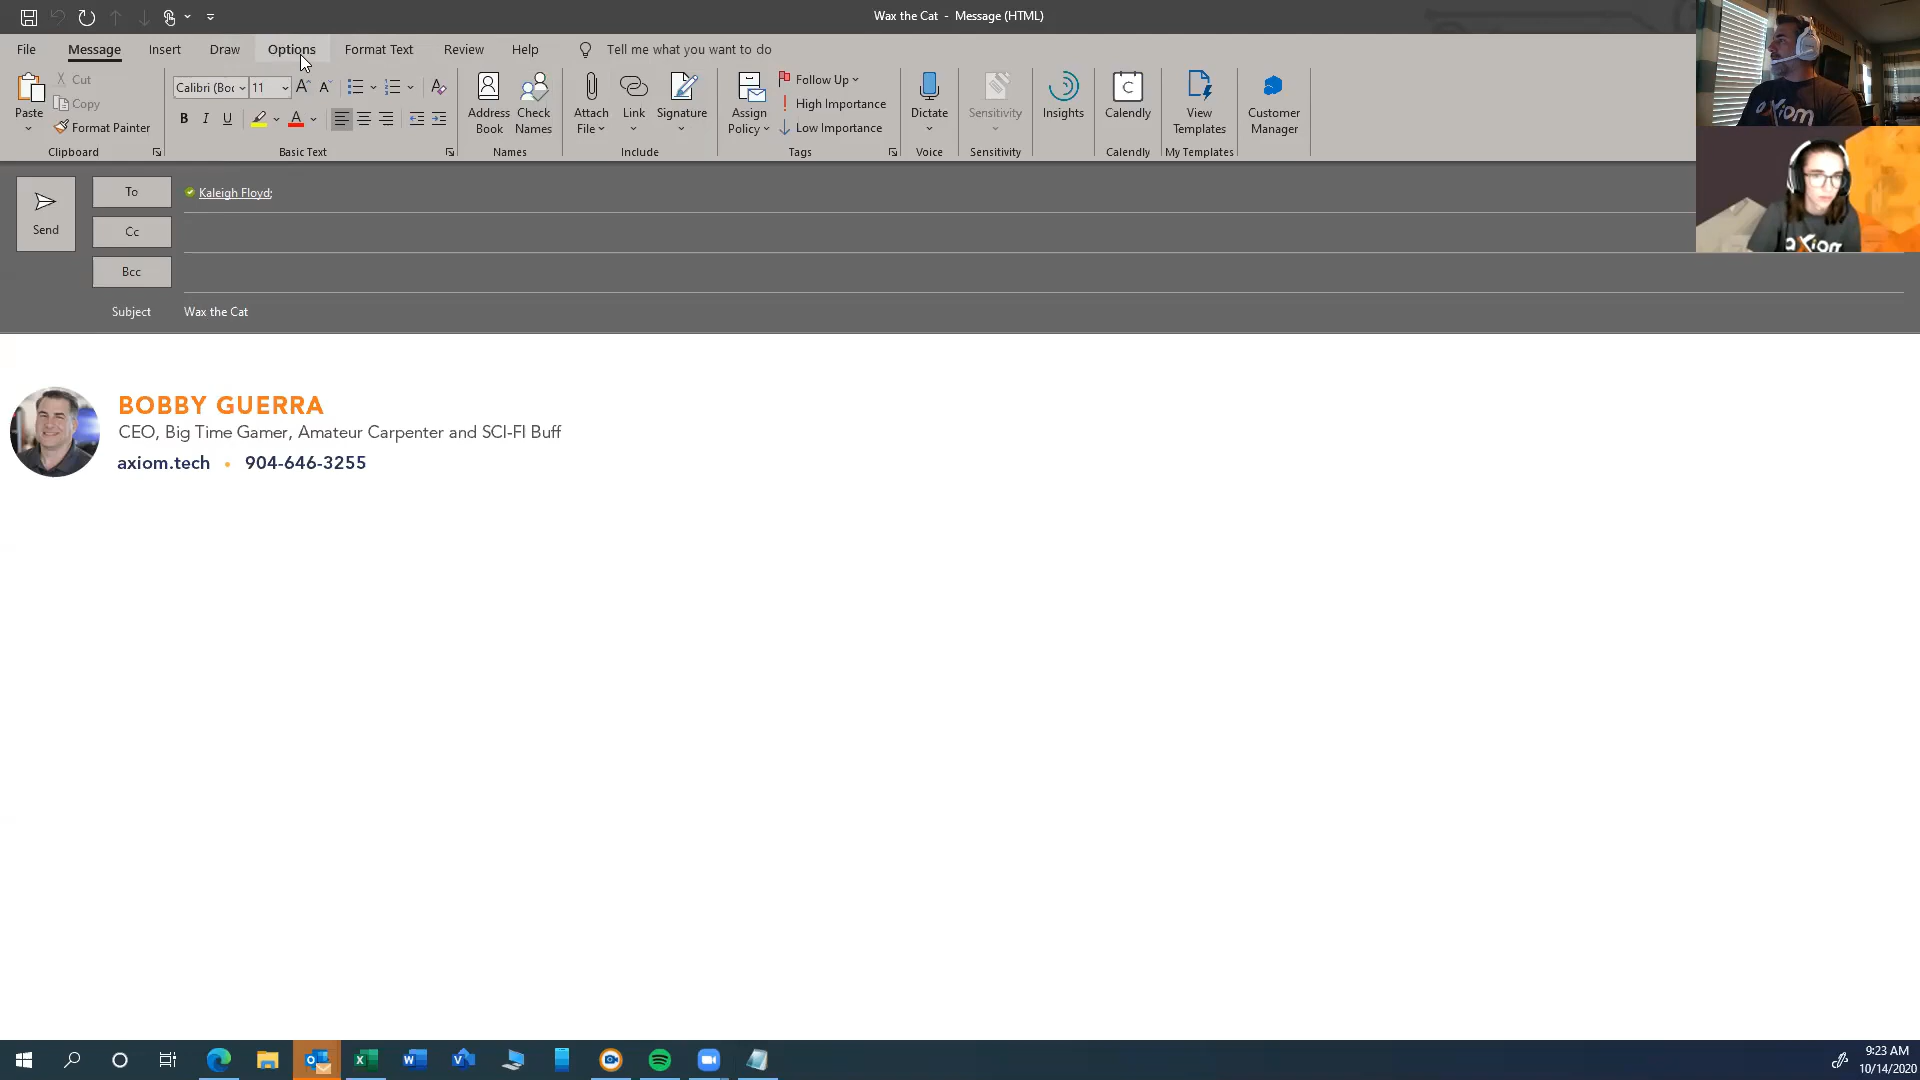 Wax the Cat - Message (HTML)
File Message Insert Draw Options Format Text Review Help Tell me what you want to do
Paste
Cut
Copy
Format Painter
Clipboard
Calibri (Boc 11
B I U A
Basic Text
Address Book
Check Names
Names
Attach File
Link
Signature
Include
Assign Policy
Follow Up
High Importance
Low Importance
Tags
Dictate
Voice
Sensitivity
Sensitivity
Insights
Calendly
Calendly
View Templates
My Templates
Customer Manager
Send
To Kaleigh Floyd;
Cc
Bcc
Subject Wax the Cat
BOBBY GUERRA
CEO, Big Time Gamer, Amateur Carpenter and SCI-FI Buff
axiom.tech • 904-646-3255
axiom
axiom
9:23 AM
10/14/2020